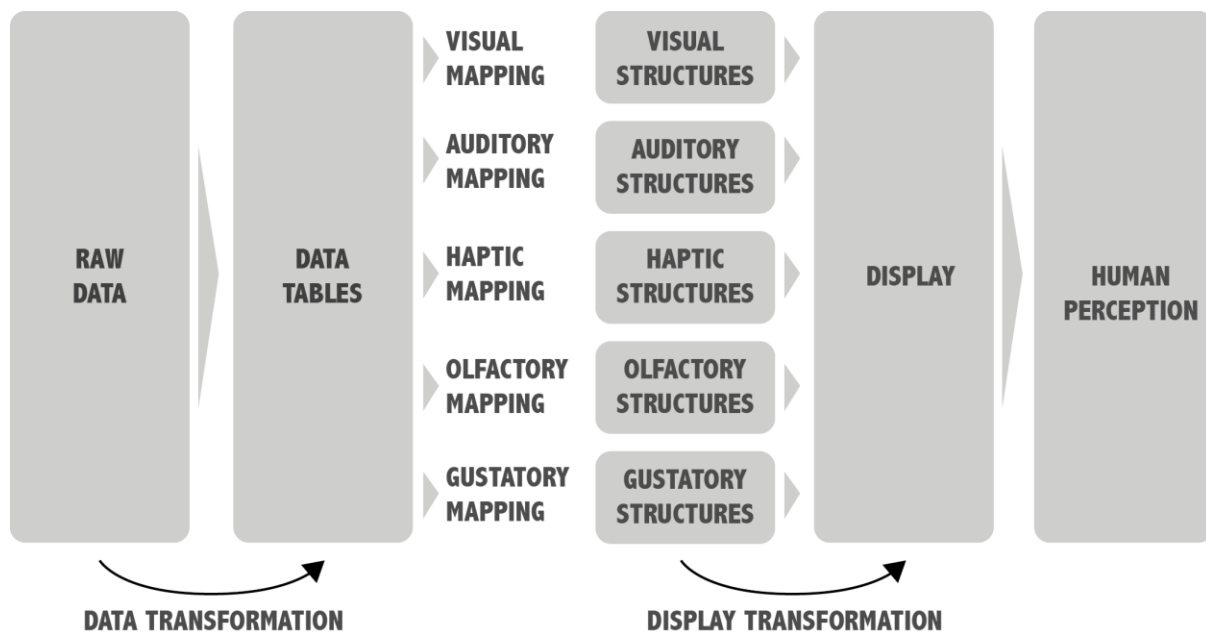 RAW
DATA
DATA
TABLES
VISUAL
MAPPING
AUDITORY
MAPPING
HAPTIC
MAPPING
OLFACTORY
MAPPING
GUSTATORY
MAPPING
VISUAL
STRUCTURES
AUDITORY
STRUCTURES
HAPTIC
STRUCTURES
OLFACTORY
STRUCTURES
GUSTATORY
STRUCTURES
DISPLAY
HUMAN
PERCEPTION
DATA TRANSFORMATION
DISPLAY TRANSFORMATION